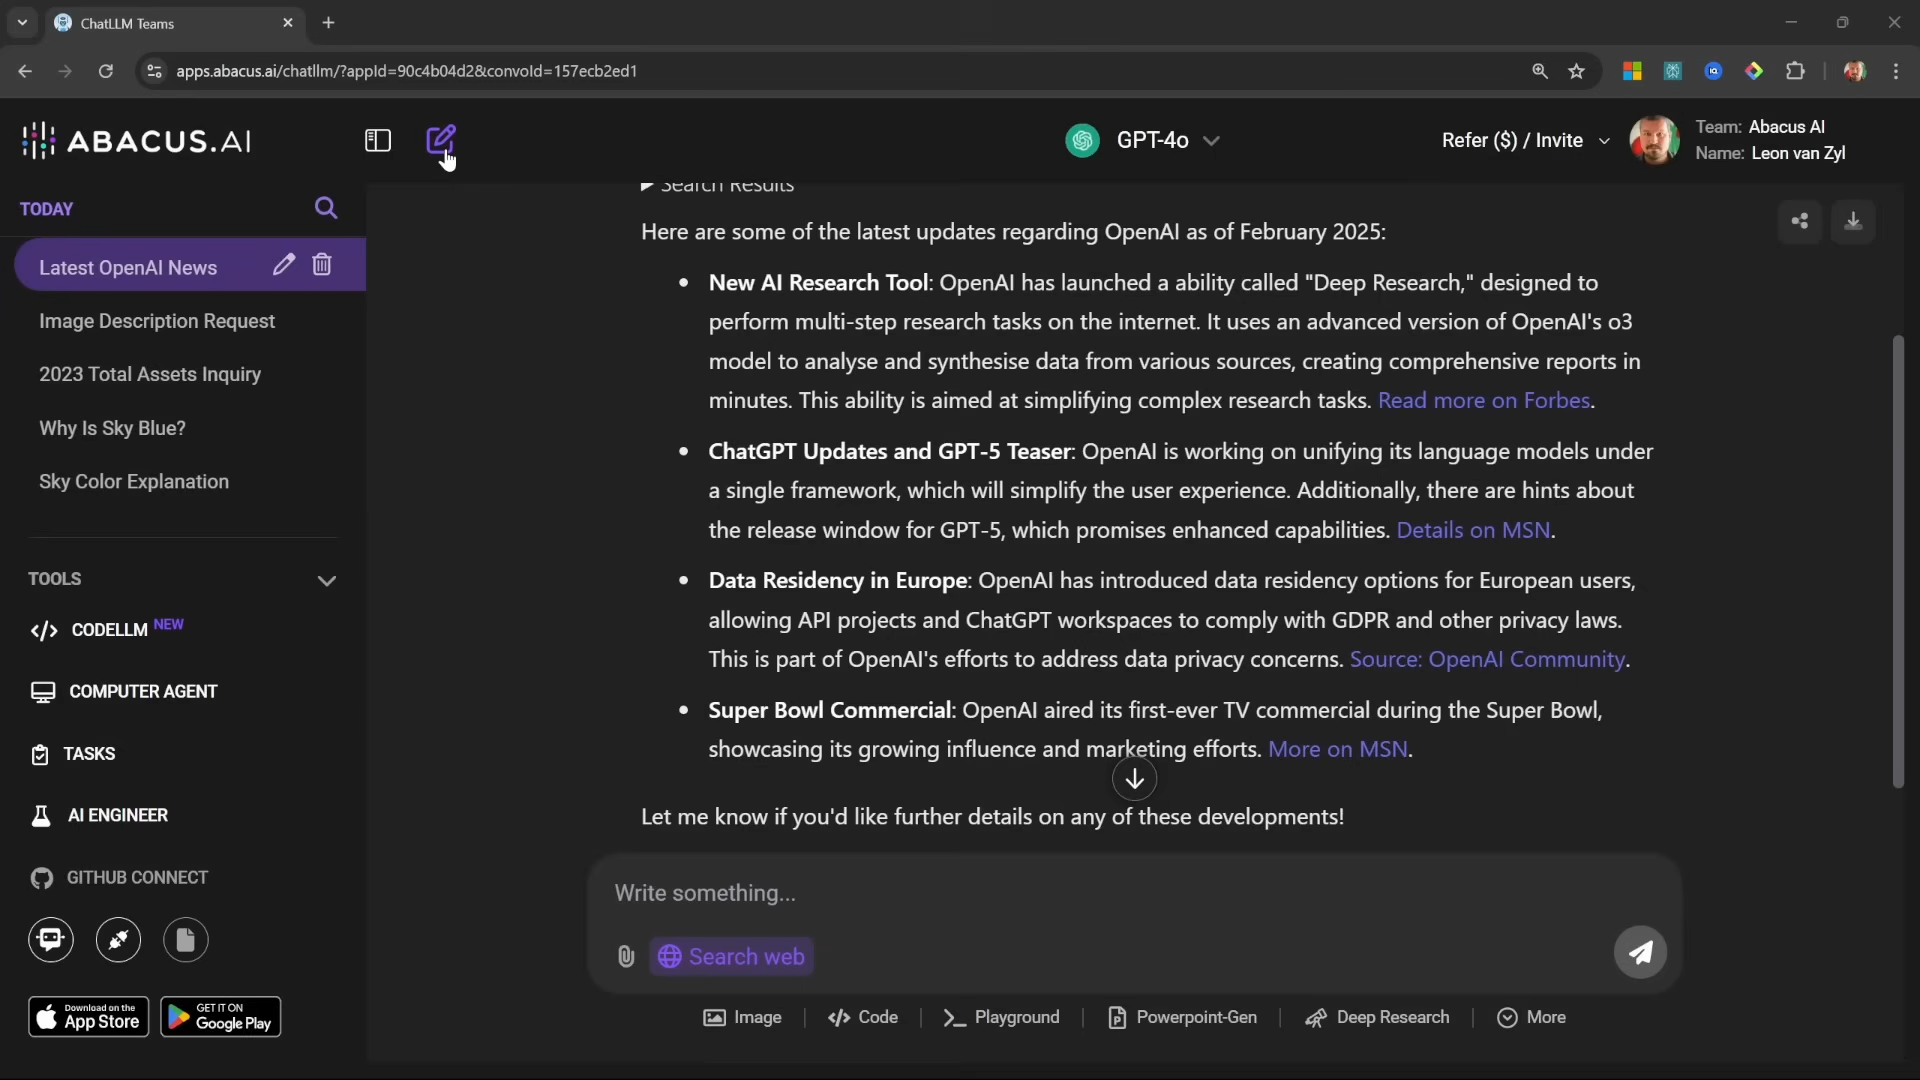 ChatLLM Teams
apps.abacus.ai/chatllm/?appId=90c4b04d2&convoId=157ecb2ed1
ABACUS.AI
GPT-4o
Refer ($) / Invite
Team: Abacus AI
Name: Leon van Zyl
TODAY
Latest OpenAI News
Image Description Request
2023 Total Assets Inquiry
Why Is Sky Blue?
Sky Color Explanation
TOOLS
CODELLM NEW
COMPUTER AGENT
TASKS
AI ENGINEER
GITHUB CONNECT
Download on the
App Store
GET IT ON
Google Play
Search Results
Here are some of the latest updates regarding OpenAI as of February 2025:
• New AI Research Tool: OpenAI has launched a ability called "Deep Research," designed to
perform multi-step research tasks on the internet. It uses an advanced version of OpenAI's o3
model to analyse and synthesise data from various sources, creating comprehensive reports in
minutes. This ability is aimed at simplifying complex research tasks. Read more on Forbes.
• ChatGPT Updates and GPT-5 Teaser: OpenAI is working on unifying its language models under
a single framework, which will simplify the user experience. Additionally, there are hints about
the release window for GPT-5, which promises enhanced capabilities. Details on MSN.
• Data Residency in Europe: OpenAI has introduced data residency options for European users,
allowing API projects and ChatGPT workspaces to comply with GDPR and other privacy laws.
This is part of OpenAI's efforts to address data privacy concerns. Source: OpenAI Community.
• Super Bowl Commercial: OpenAI aired its first-ever TV commercial during the Super Bowl,
showcasing its growing influence and marketing efforts. More on MSN.
Let me know if you'd like further details on any of these developments!
Write something...
Search web
Image
Code
Playground
Powerpoint-Gen
Deep Research
More